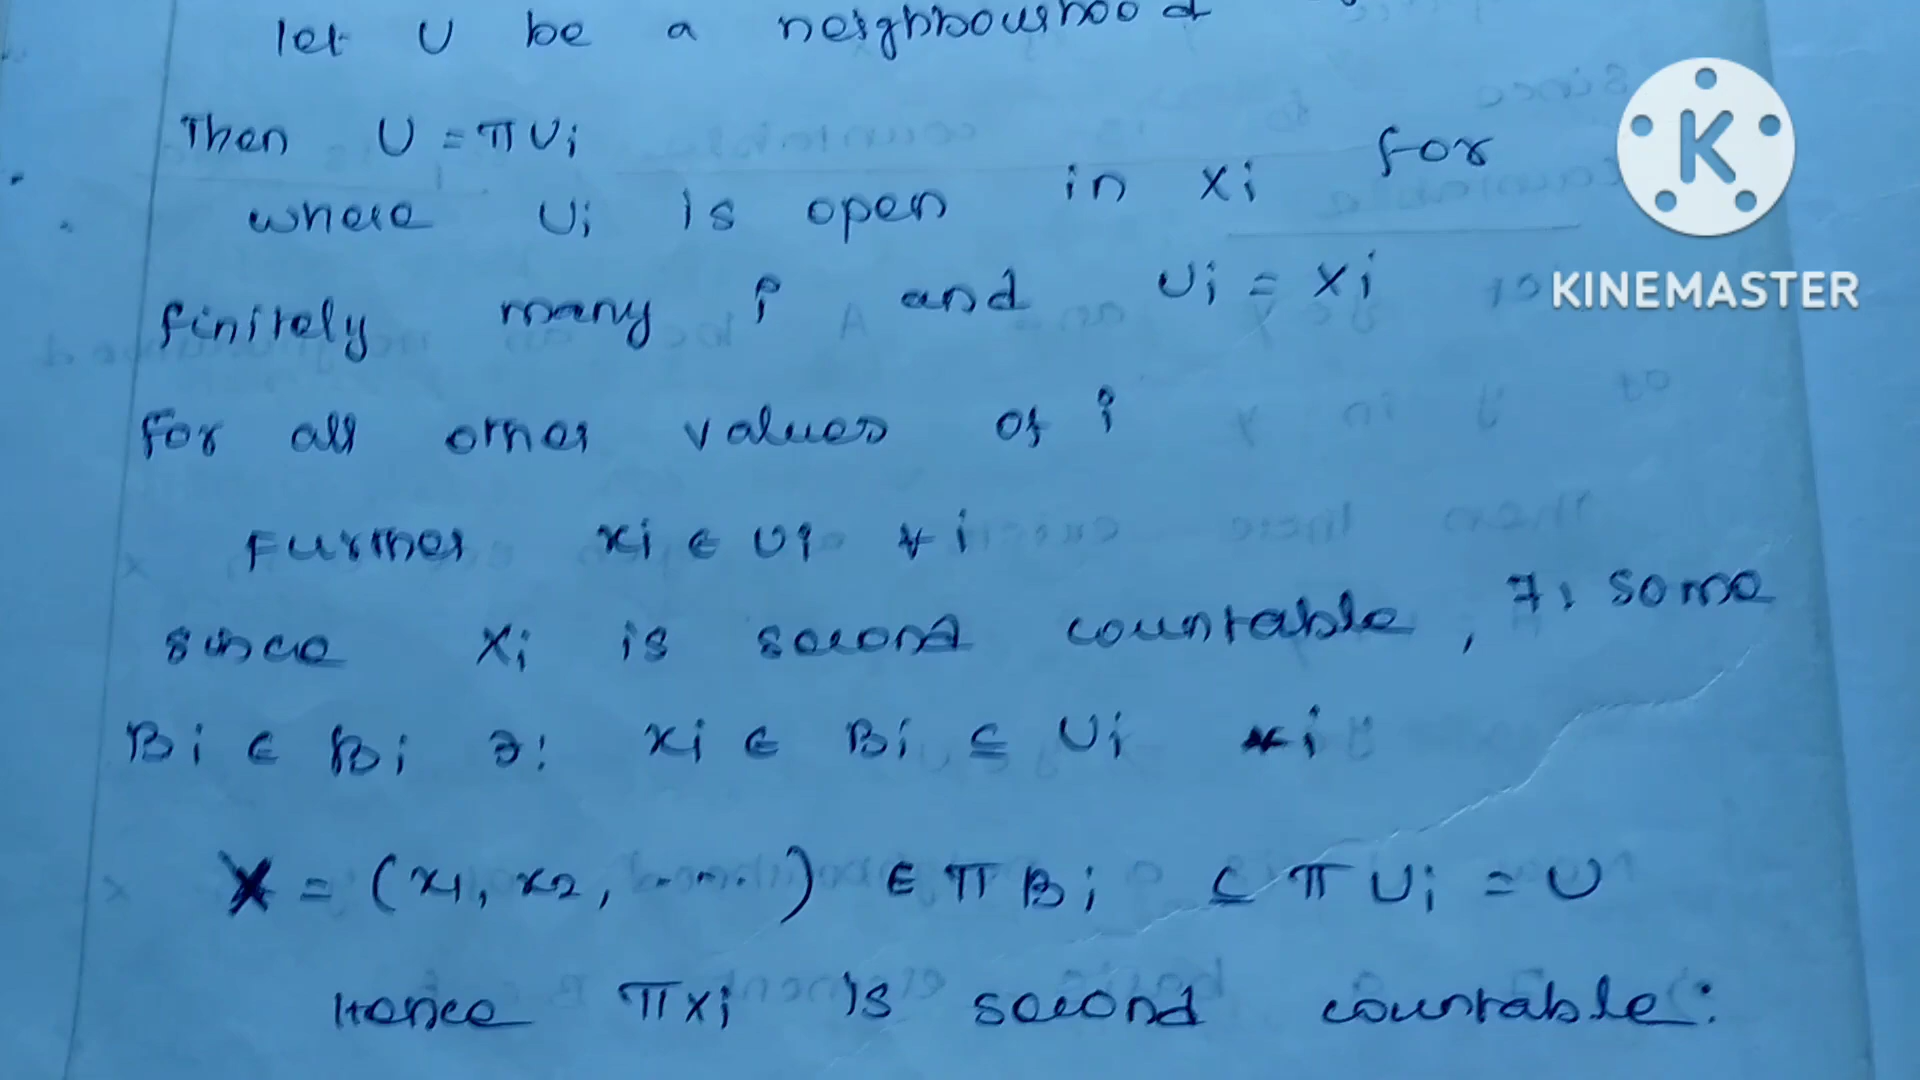 let U be a neighbourhood
Then U = πUi
where Ui is open in Xi for
finitely many i and Ui = Xi
for all other values of i
Further xi ∈ Ui ∀ i
since Xi is second countable, ∃: some
Bi ∈ Bi ∋: xi ∈ Bi ⊆ Ui ∀ i
X = (x1, x2, .....) ∈ π Bi ⊆ π Ui = U
Hence πXi is second countable:
K
KINEMASTER